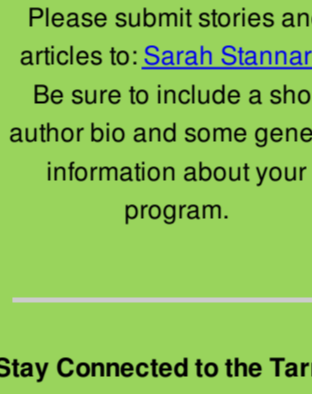 Please submit stories an
articles to: Sarah Stannar
Be sure to include a sho
author bio and some gene
information about your
program.
Stay Connected to the Tar